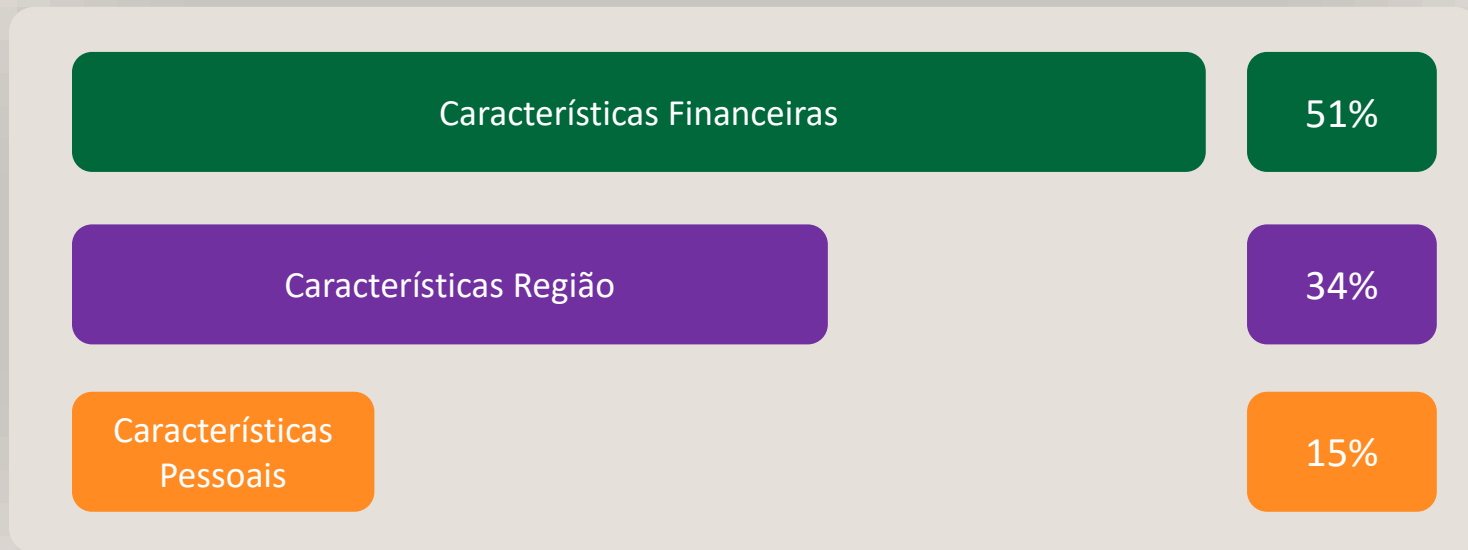 Características Financeiras
51%
Características Região
34%
Características
Pessoais
15%